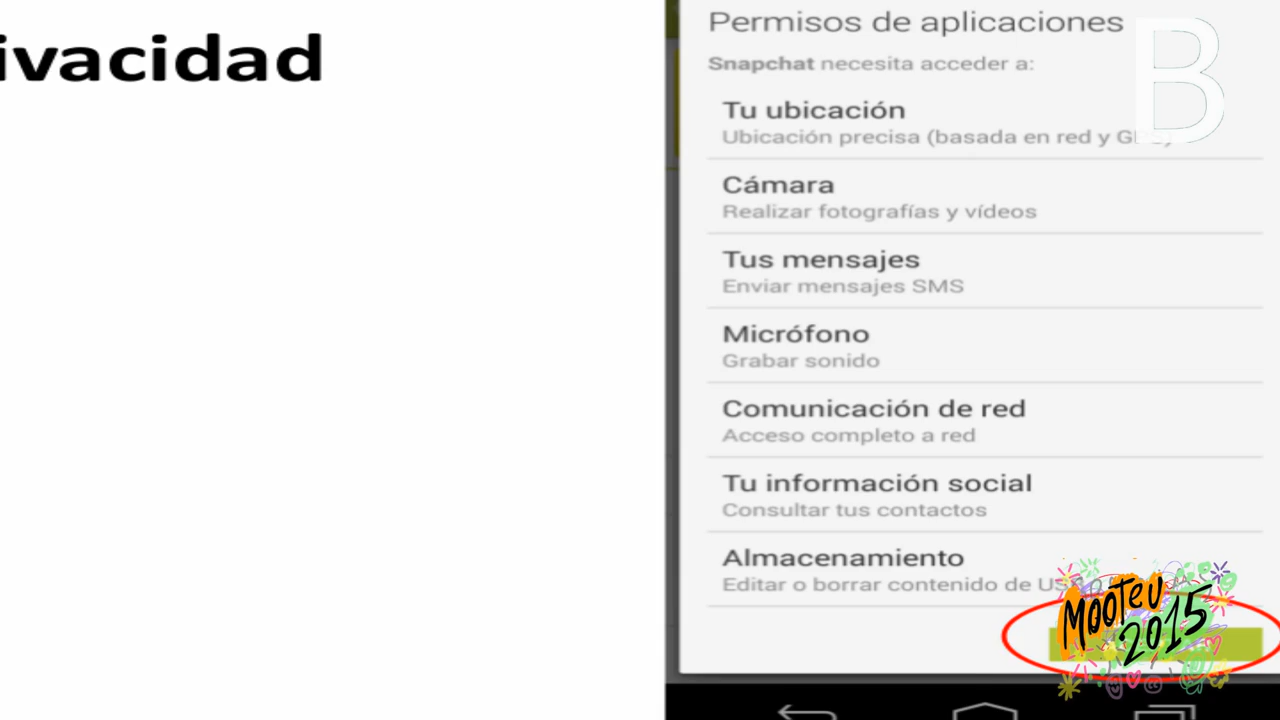 ivacidad
Permisos de aplicaciones
B
Snapchat necesita acceder a:
Tu ubicación
Ubicación precisa (basada en red y
Cámara
Realizar fotografías y vídeos
Tus mensajes
Enviar mensajes SMS
Micrófono
Grabar sonido
Comunicación de red
Acceso completo a red
Tu información social
Consultar tus contactos
Almacenamiento
Editar o borrar contenido de
MOOTEU
2015